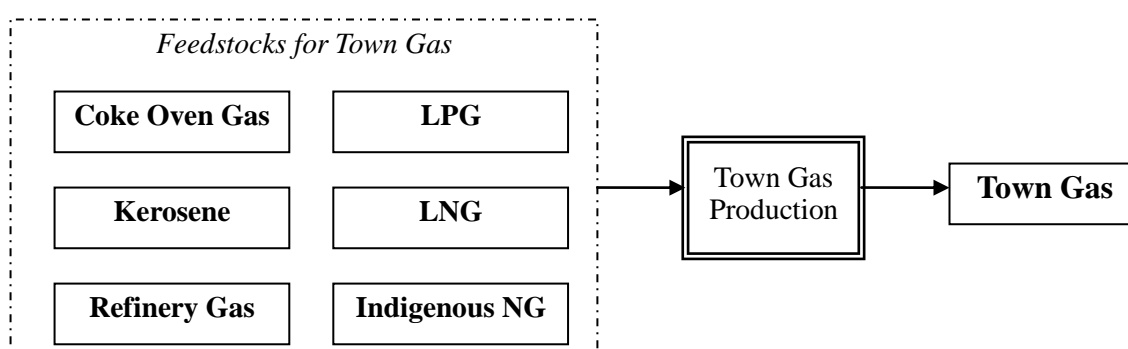 Feedstocks for Town Gas
Coke Oven Gas
LPG
Kerosene
LNG
Refinery Gas
Indigenous NG
Town Gas
Production
Town Gas